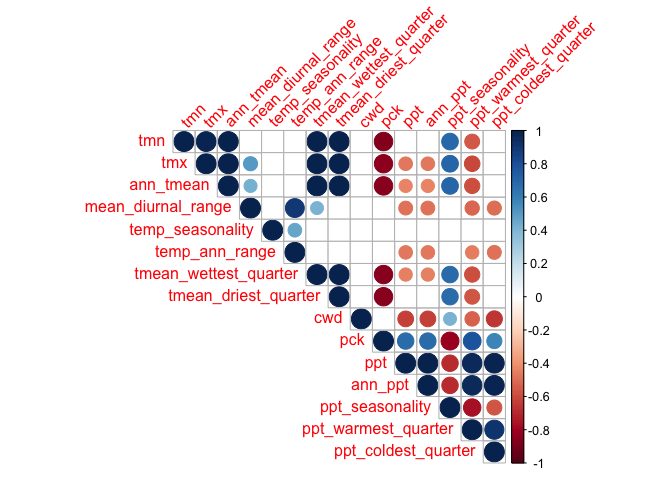 tmn
tmx
ann_tmean
mean_diurnal_range
temp_seasonality
temp_ann_range
tmean_wettest_quarter
tmean_driest_quarter
cwd
pck
ppt
ann_ppt
ppt_seasonality
ppt_warmest_quarter
ppt_coldest_quarter
tmn
tmx
ann_tmean
mean_diurnal_range
temp_seasonality
temp_ann_range
tmean_wettest_quarter
tmean_driest_quarter
cwd
pck
ppt
ann_ppt
ppt_seasonality
ppt_warmest_quarter
ppt_coldest_quarter
1
0.8
0.6
0.4
0.2
0
-0.2
-0.4
-0.6
-0.8
-1